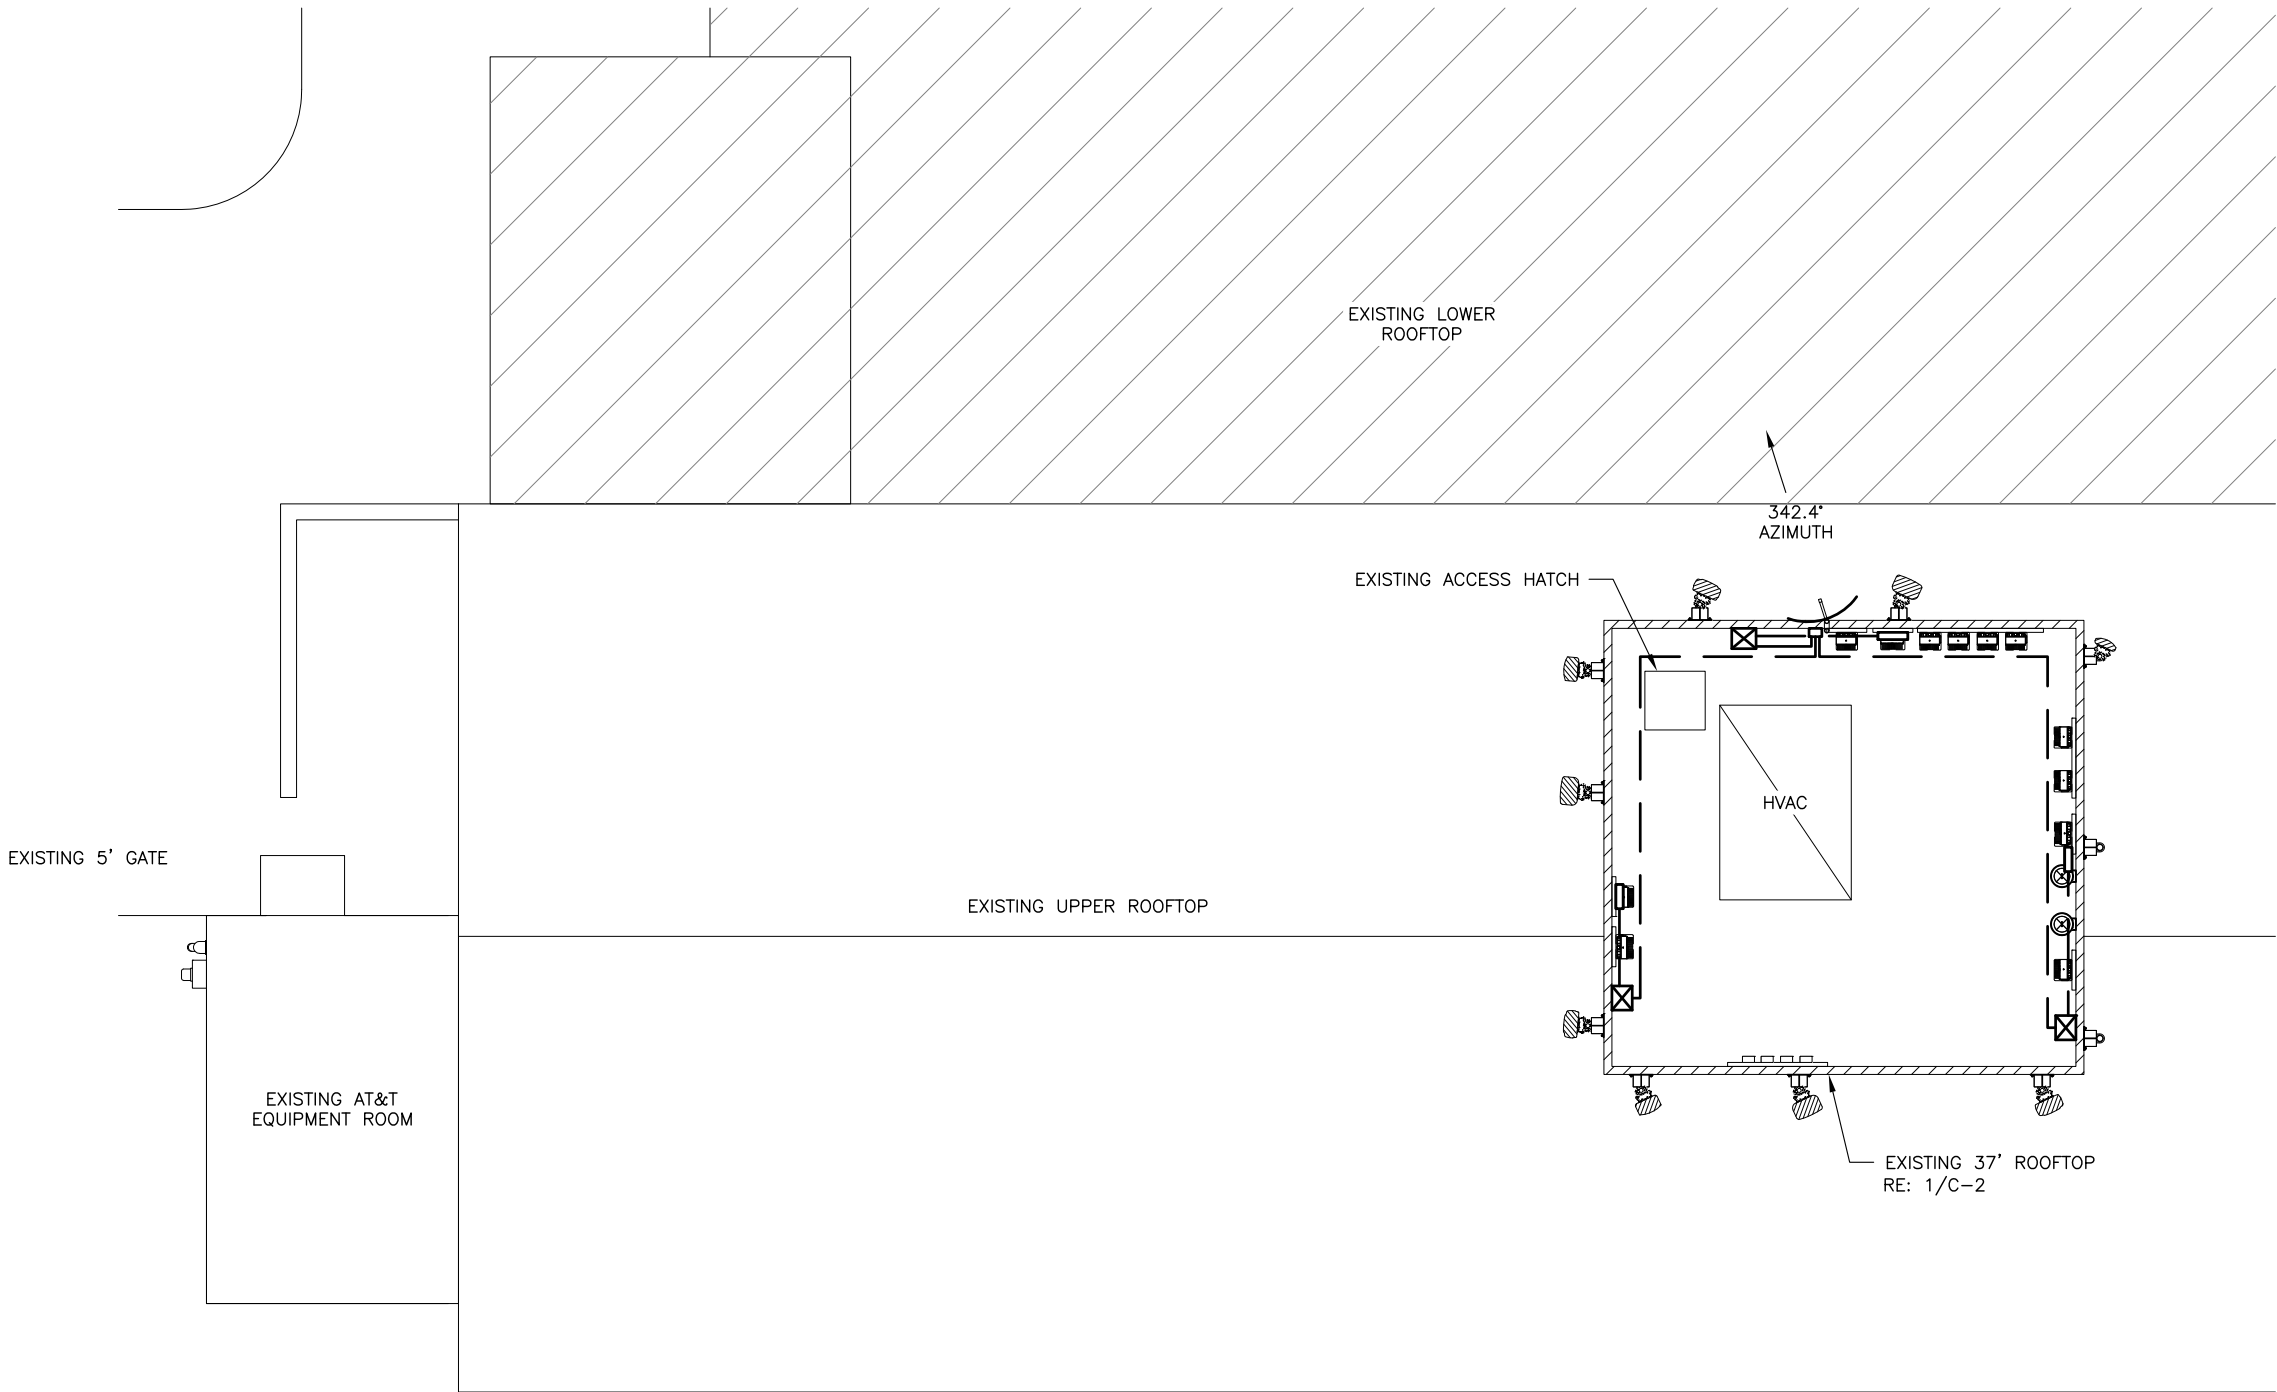 EXISTING LOWER
ROOFTOP
342.4°
AZIMUTH
EXISTING ACCESS HATCH
HVAC
EXISTING 5' GATE
EXISTING UPPER ROOFTOP
EXISTING AT&T
EQUIPMENT ROOM
EXISTING 37' ROOFTOP
RE: 1/C-2